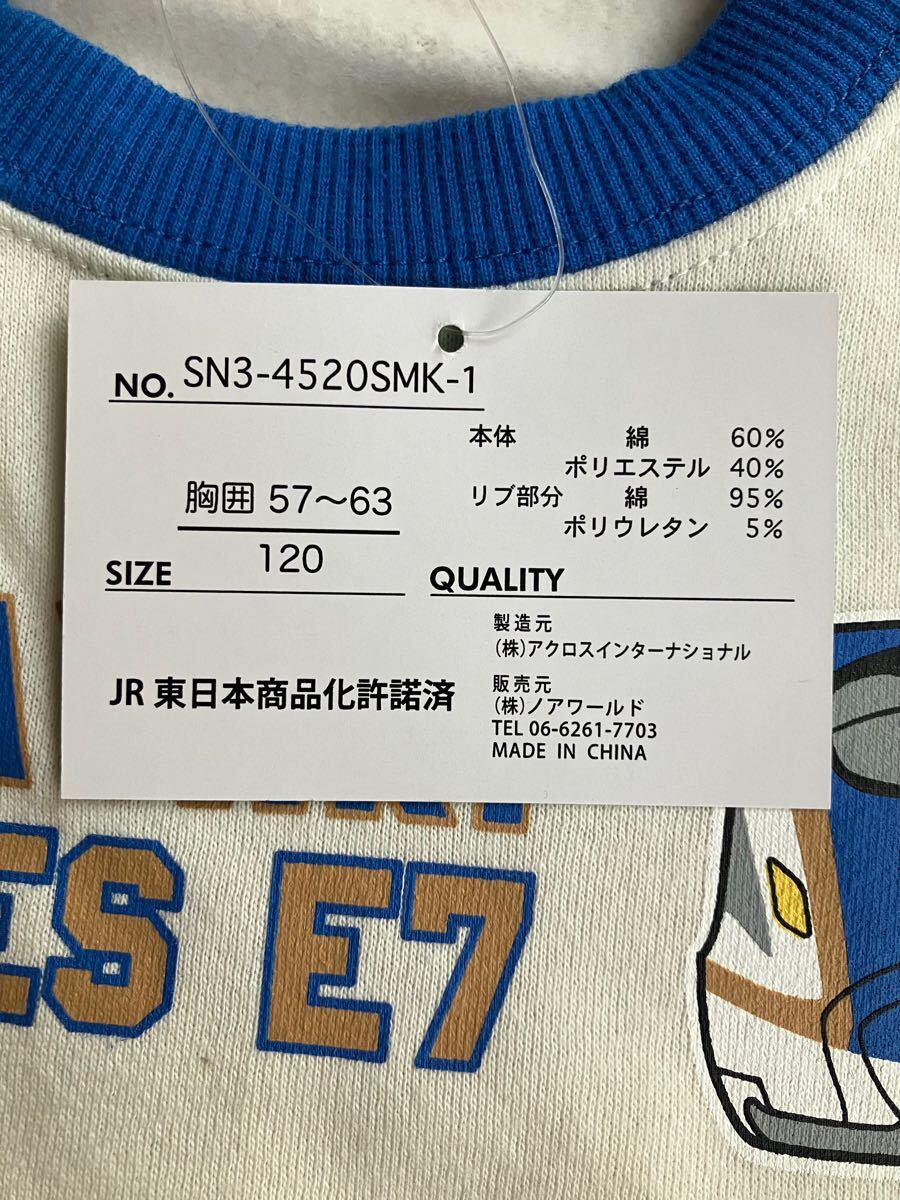 NO. SN3-4520SMK-1
本体 綿 60%
ポリエステル 40%
リブ部分 綿 95%
ポリウレタン 5%
胸囲 57～63
120
SIZE
QUALITY
製造元
(株)アクロスインターナショナル
販売元
(株)ノアワールド
TEL 06-6261-7703
MADE IN CHINA
JR 東日本商品化許諾済
ES E7